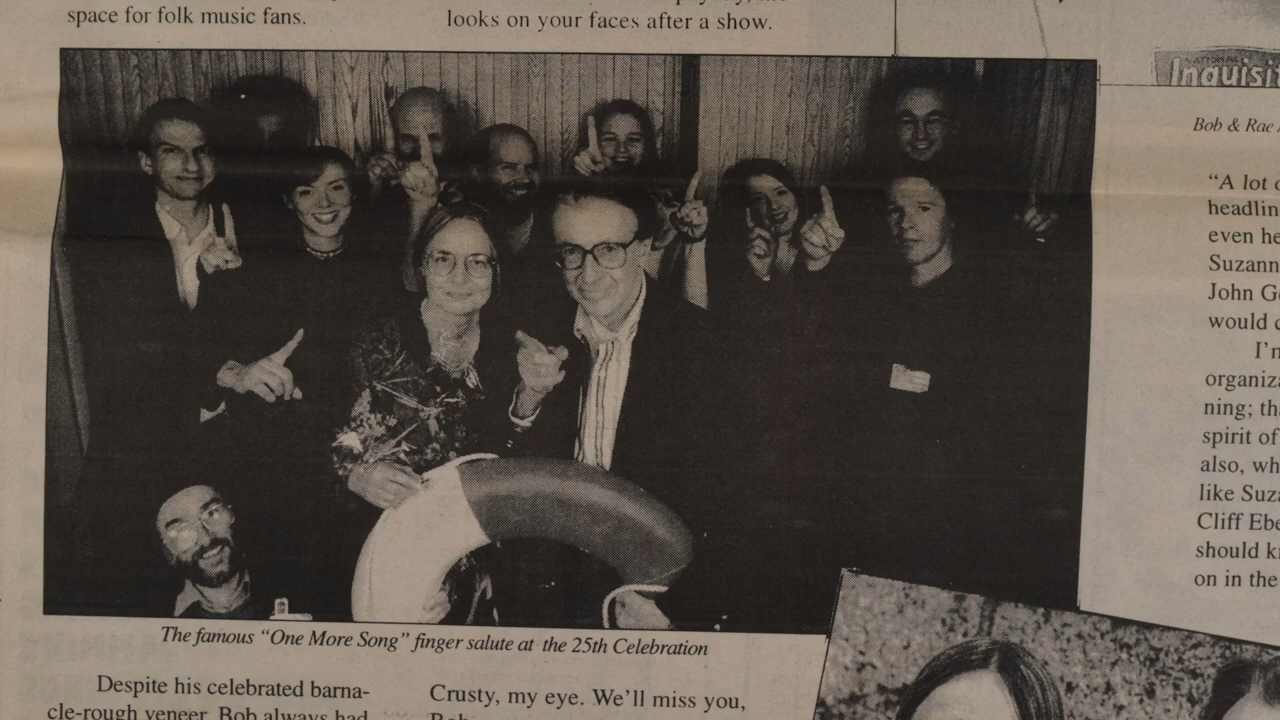 space for folk music fans.
looks on your faces after a show.
Inquisit
Bob & Rae
"A lot
headlin
even he
Suzann
John G
would
I'm
organiza
ning; th
spirit of
also, wh
like Suza
Cliff Ebe
should k
on in the
The famous "One More Song" finger salute at the 25th Celebration
Despite his celebrated barna-
cle-rough veneer, Bob always had
Crusty, my eye. We'll miss you,